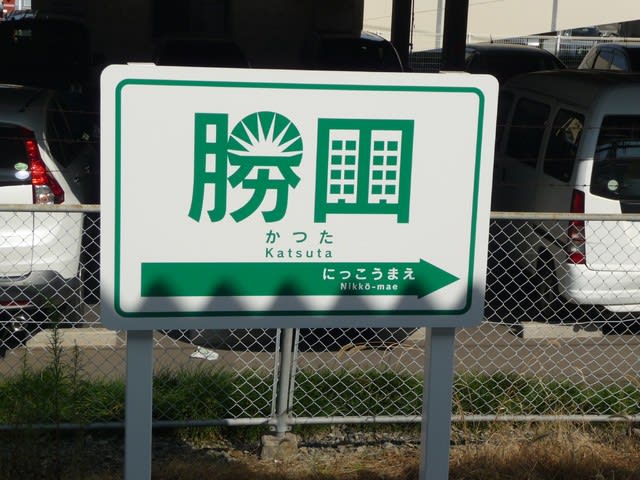 勝田
かつた
Katsuta
にっこうまえ
Nikkō-mae